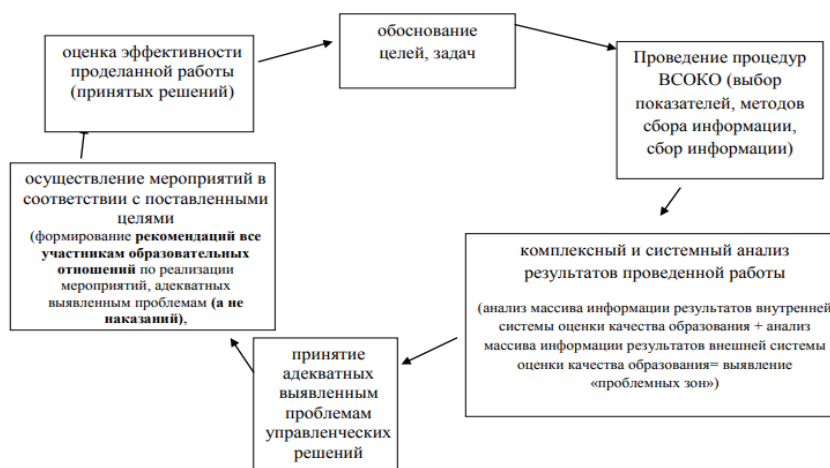 обоснование
целей, задач
Проведение процедур
ВСОКО (выбор
показателей, методов
сбора информации,
сбор информации)
комплексный и системный анализ
результатов проведенной работы
(анализ массива информации результатов внутренней
системы оценки качества образования + анализ
массива информации результатов внешней системы
оценки качества образования= выявление
«проблемных зон»)
принятие
адекватных
выявленным
проблемам
управленческих
решений
осуществление мероприятий в
соответствии с поставленными
целями
(формирование рекомендаций все
участникам образовательных
отношений по реализации
мероприятий, адекватных
выявленным проблемам (а не
наказаний),
оценка эффективности
проделанной работы
(принятых решений)